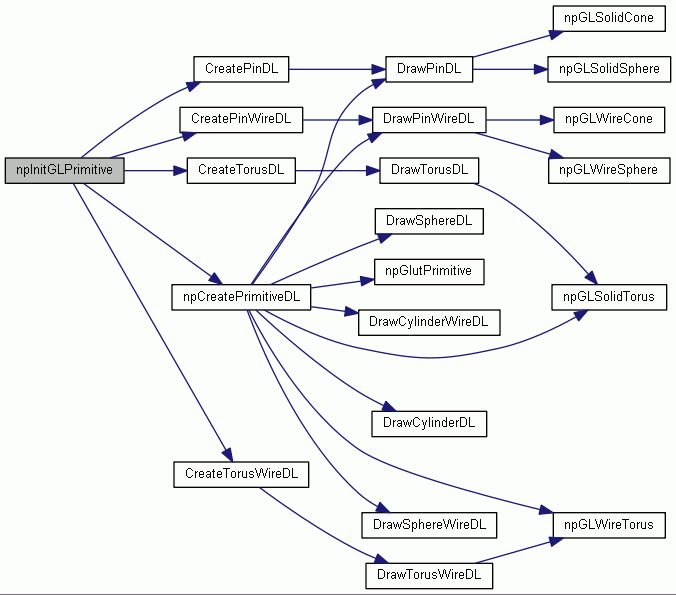 npGLSolidCone
CreatePinDL
DrawPinDL
npGLSolidSphere
CreatePinWireDL
DrawPinWireDL
npGLWireCone
npInitGLPrimitive
CreateTorusDL
DrawTorusDL
npGLWireSphere
DrawSphereDL
npGlutPrimitive
npCreatePrimitiveDL
npGLSolidTorus
DrawCylinderWireDL
DrawCylinderDL
CreateTorusWireDL
DrawSphereWireDL
npGLWireTorus
DrawTorusWireDL